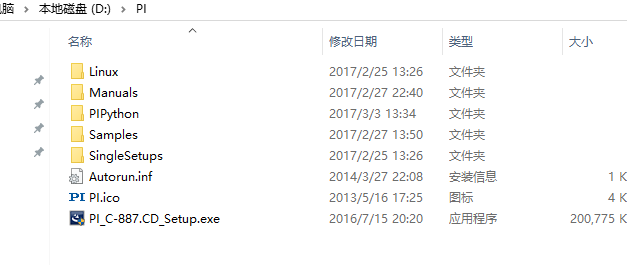 本地磁盘 (D:) › PI
名称 修改日期 类型 大小
Linux 2017/2/25 13:26 文件夹
Manuals 2017/2/27 22:40 文件夹
PIPython 2017/3/3 13:34 文件夹
Samples 2017/2/27 13:50 文件夹
SingleSetups 2017/2/25 13:26 文件夹
Autorun.inf 2014/3/27 22:08 安装信息 1 K
PI PI.ico 2013/5/16 17:25 图标 4 K
PI_C-887.CD_Setup.exe 2016/7/15 20:20 应用程序 200,775 K